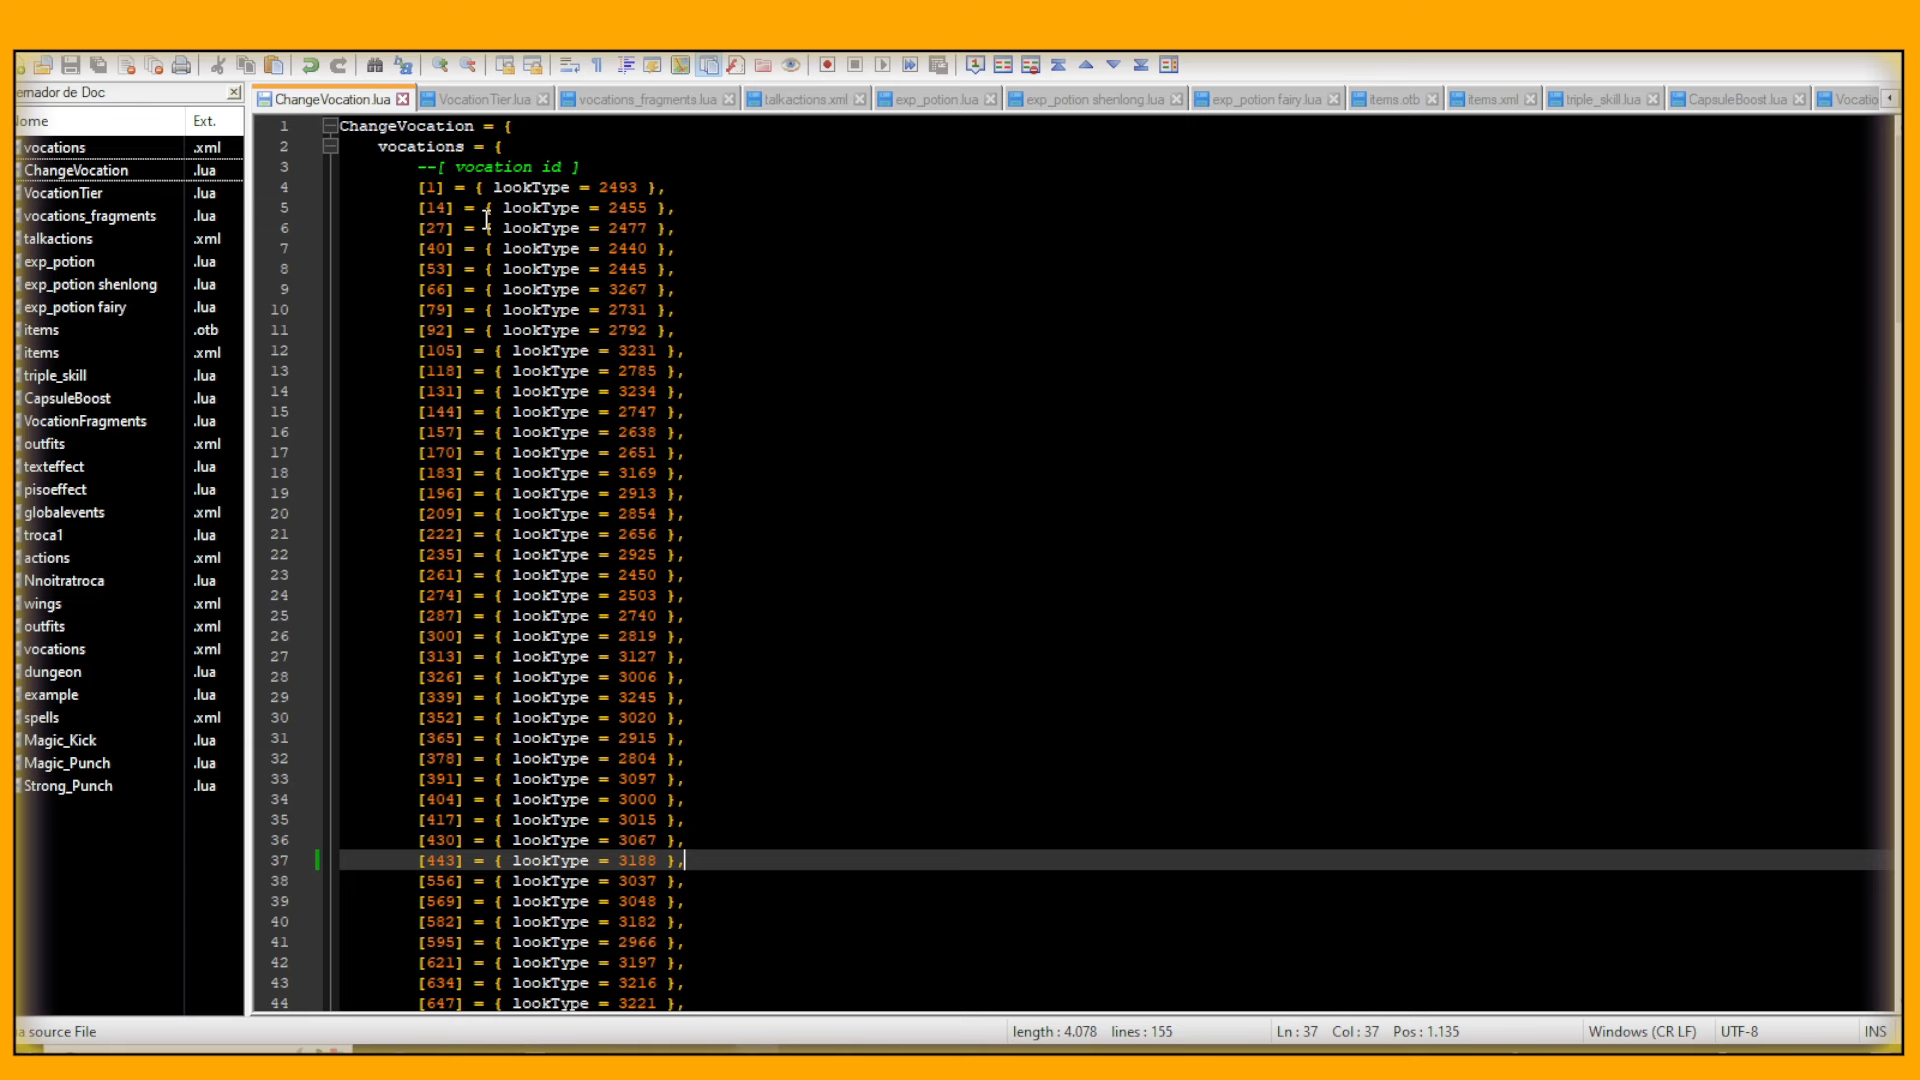 emador de Doc
ChangeVocation.lua VocationTier.lua vocations_fragments.lua talkactions.xml exp_potion.lua exp_potion shenlong.lua exp_potion fairy.lua items.otb items.xml triple_skill.lua CapsuleBoost.lua Vocatio
ome Ext.
vocations .xml
ChangeVocation .lua
VocationTier .lua
vocations_fragments .lua
talkactions .xml
exp_potion .lua
exp_potion shenlong .lua
exp_potion fairy .lua
items .otb
items .xml
triple_skill .lua
CapsuleBoost .lua
VocationFragments .lua
outfits .xml
texteffect .lua
pisoeffect .lua
globalevents .xml
troca1 .lua
actions .xml
Nnoitratroca .lua
wings .xml
outfits .xml
vocations .xml
dungeon .lua
example .lua
spells .xml
Magic_Kick .lua
Magic_Punch .lua
Strong_Punch .lua
1 ChangeVocation = {
2 vocations = {
3 --[ vocation id ]
4 [1] = { lookType = 2493 },
5 [14] = { lookType = 2455 },
6 [27] = { lookType = 2477 },
7 [40] = { lookType = 2440 },
8 [53] = { lookType = 2445 },
9 [66] = { lookType = 3267 },
10 [79] = { lookType = 2731 },
11 [92] = { lookType = 2792 },
12 [105] = { lookType = 3231 },
13 [118] = { lookType = 2785 },
14 [131] = { lookType = 3234 },
15 [144] = { lookType = 2747 },
16 [157] = { lookType = 2638 },
17 [170] = { lookType = 2651 },
18 [183] = { lookType = 3169 },
19 [196] = { lookType = 2913 },
20 [209] = { lookType = 2854 },
21 [222] = { lookType = 2656 },
22 [235] = { lookType = 2925 },
23 [261] = { lookType = 2450 },
24 [274] = { lookType = 2503 },
25 [287] = { lookType = 2740 },
26 [300] = { lookType = 2819 },
27 [313] = { lookType = 3127 },
28 [326] = { lookType = 3006 },
29 [339] = { lookType = 3245 },
30 [352] = { lookType = 3020 },
31 [365] = { lookType = 2915 },
32 [378] = { lookType = 2804 },
33 [391] = { lookType = 3097 },
34 [404] = { lookType = 3000 },
35 [417] = { lookType = 3015 },
36 [430] = { lookType = 3067 },
37 [443] = { lookType = 3188 },
38 [556] = { lookType = 3037 },
39 [569] = { lookType = 3048 },
40 [582] = { lookType = 3182 },
41 [595] = { lookType = 2966 },
42 [621] = { lookType = 3197 },
43 [634] = { lookType = 3216 },
44 [647] = { lookType = 3221 },
a source File length : 4.078 lines : 155 Ln : 37 Col : 37 Pos : 1.135 Windows (CR LF) UTF-8 INS